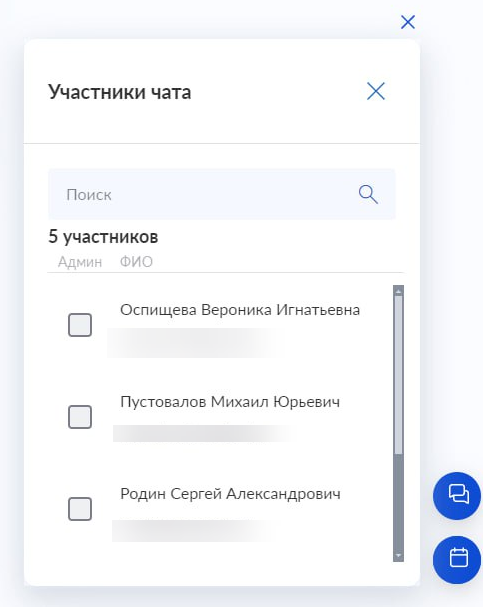 Участники чата
Поиск
5 участников
Админ ФИО
Оспищева Вероника Игнатьевна
Пустовалов Михаил Юрьевич
Родин Сергей Александрович